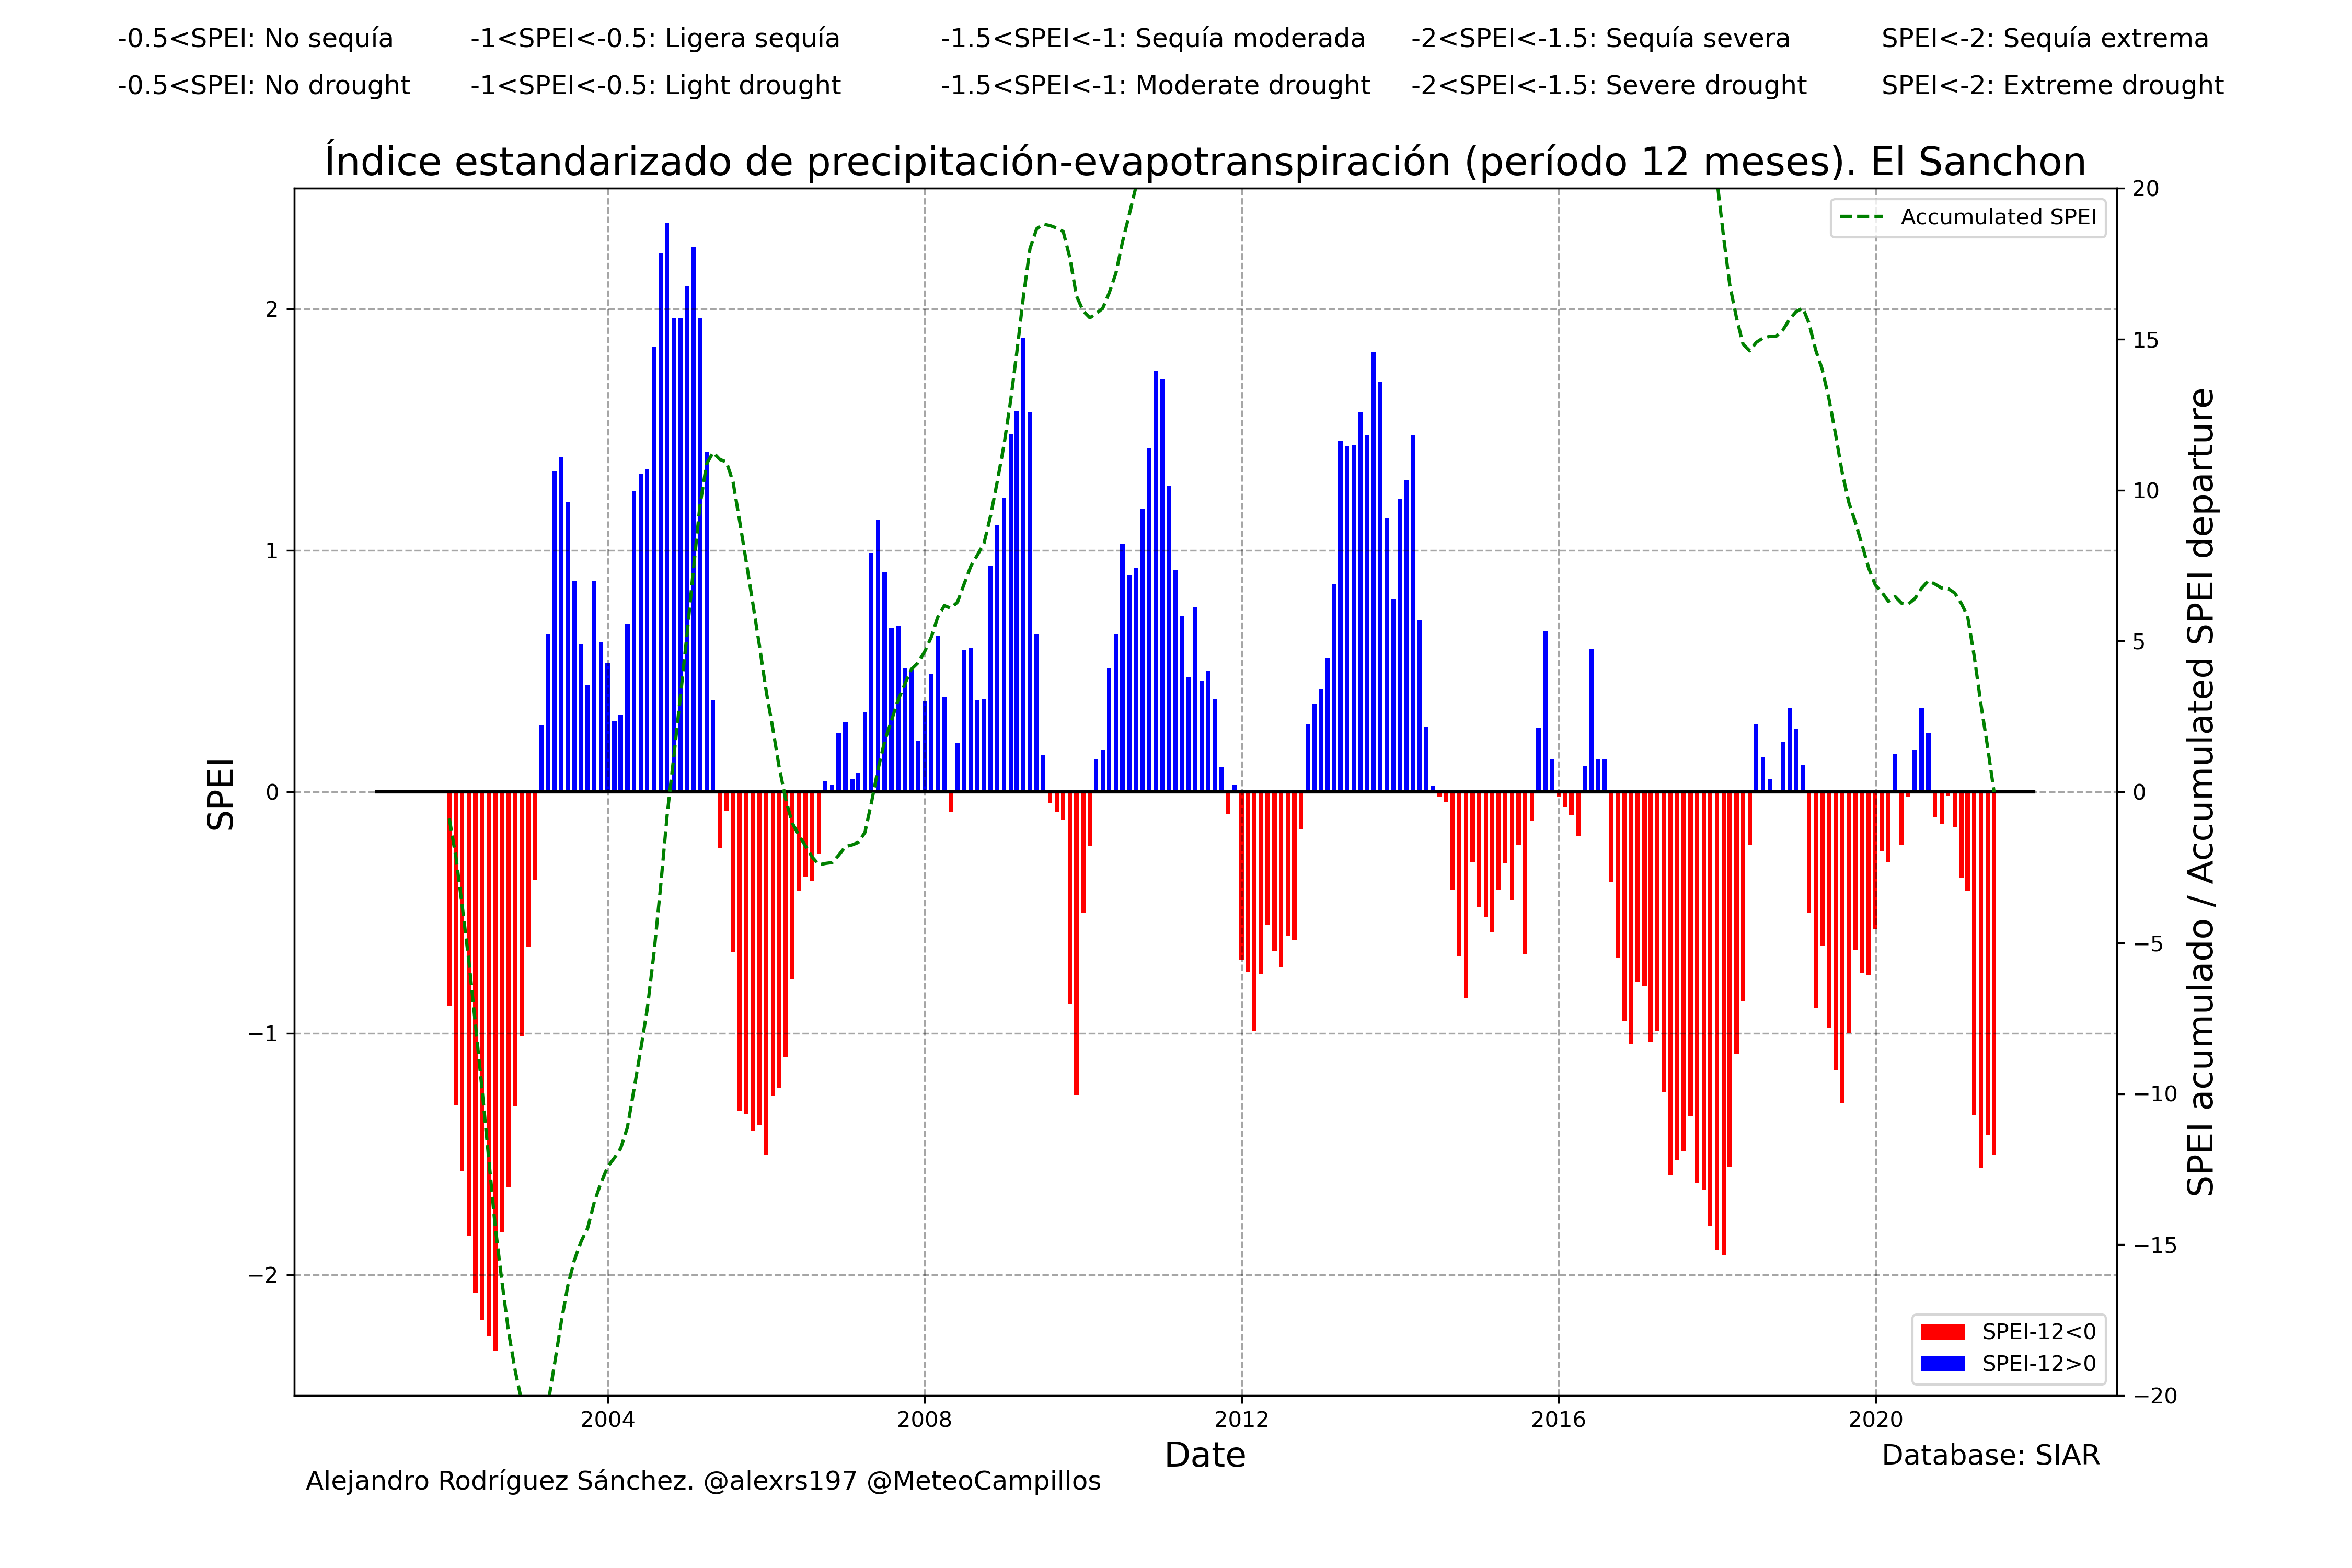 -0.5<SPEI: No sequía
-1<SPEI<-0.5: Ligera sequía
-1.5<SPEI<-1: Sequía moderada
-2<SPEI<-1.5: Sequía severa
SPEI<-2: Sequía extrema
-0.5<SPEI: No drought
-1<SPEI<-0.5: Light drought
-1.5<SPEI<-1: Moderate drought
-2<SPEI<-1.5: Severe drought
SPEI<-2: Extreme drought
Índice estandarizado de precipitación-evapotranspiración (período 12 meses). El Sanchon
Accumulated SPEI
SPEI
2
1
0
−1
−2
20
15
10
5
0
−5
−10
−15
−20
SPEI acumulado / Accumulated SPEI departure
SPEI-12<0
SPEI-12>0
2004
2008
2012
2016
2020
Date
Database: SIAR
Alejandro Rodríguez Sánchez. @alexrs197 @MeteoCampillos